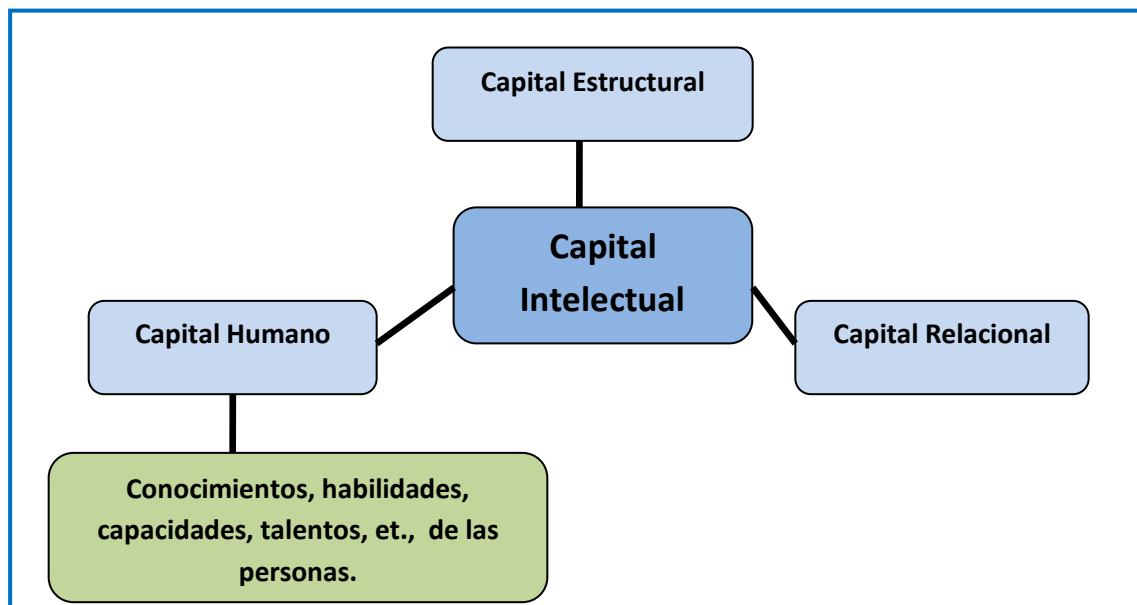 Capital Estructural
Capital
Intelectual
Capital Humano
Capital Relacional
Conocimientos, habilidades,
capacidades, talentos, et., de las
personas.